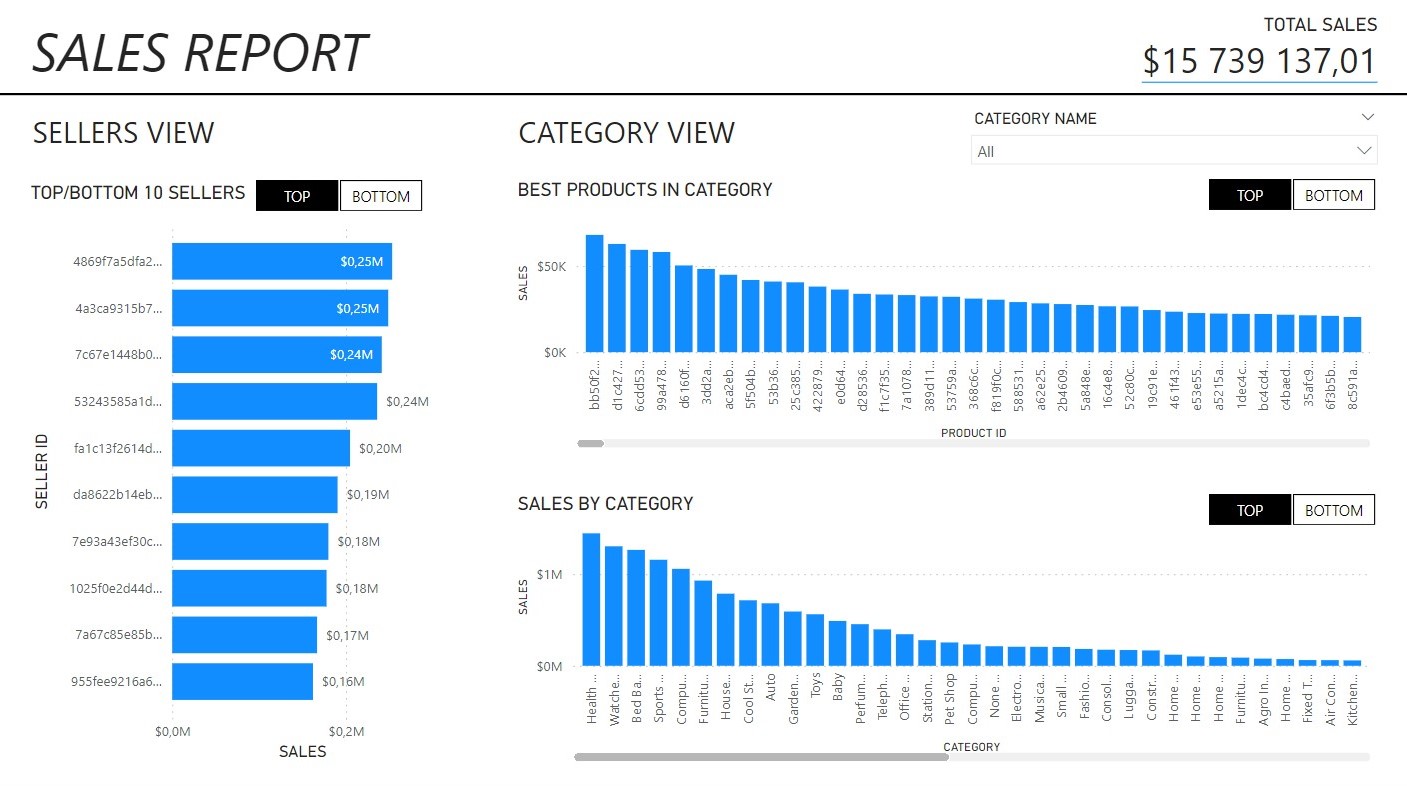 SALES REPORT
TOTAL SALES
$15 739 137,01
SELLERS VIEW
TOP/BOTTOM 10 SELLERS
TOP
BOTTOM
4869f7a5dfa2...
$0,25M
4a3ca9315b7...
$0,25M
7c67e1448b0...
$0,24M
53243585a1d...
$0,24M
fa1c13f2614d...
$0,20M
da8622b14eb...
$0,19M
7e93a43ef30c...
$0,18M
1025f0e2d44d...
$0,18M
7a67c85e85b...
$0,17M
955fee9216a6...
$0,16M
SELLER ID
$0,0M
$0,2M
SALES
CATEGORY VIEW
CATEGORY NAME
All
BEST PRODUCTS IN CATEGORY
TOP
BOTTOM
SALES
$50K
$0K
bb50f2...
d1c427...
6cdd53...
99a478...
d6160f...
3dd2a...
aca2eb...
5f504b...
53b36...
25c385...
422879...
e0d64...
d28536...
f1c7f35...
7a1078...
389d11...
53759a...
368c6c...
f819f0c...
588531...
a62e25...
2b4609...
5a848e...
16c4e8...
52c80c...
19c91e...
461f43...
e53e55...
a5215a...
1dec4c...
bc4cd4...
c4baed...
35afc9...
6f3b5b...
8c591a...
PRODUCT ID
SALES BY CATEGORY
TOP
BOTTOM
SALES
$1M
$0M
Health ...
Watche...
Bed Ba...
Sports ...
Compu...
Furnitu...
House...
Cool St...
Auto
Garden...
Toys
Baby
Perfum...
Teleph...
Office ...
Station...
Pet Shop
Compu...
None ...
Electro...
Musica...
Small ...
Fashio...
Consol...
Lugga...
Constr...
Home ...
Home ...
Home ...
Furnitu...
Agro In...
Home ...
Fixed T...
Air Con...
Kitchen...
CATEGORY